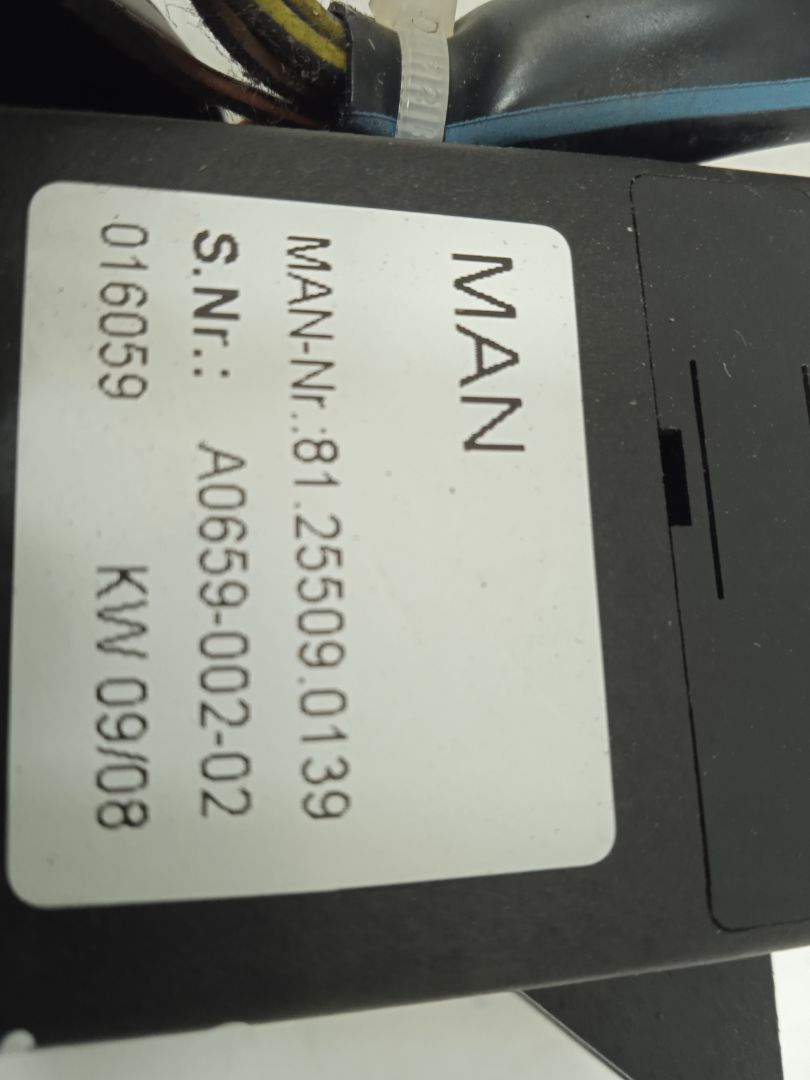 MAN
MAN-Nr.:81.25509.0139
S.Nr.: A0659-002-02
016059 KW 09/08